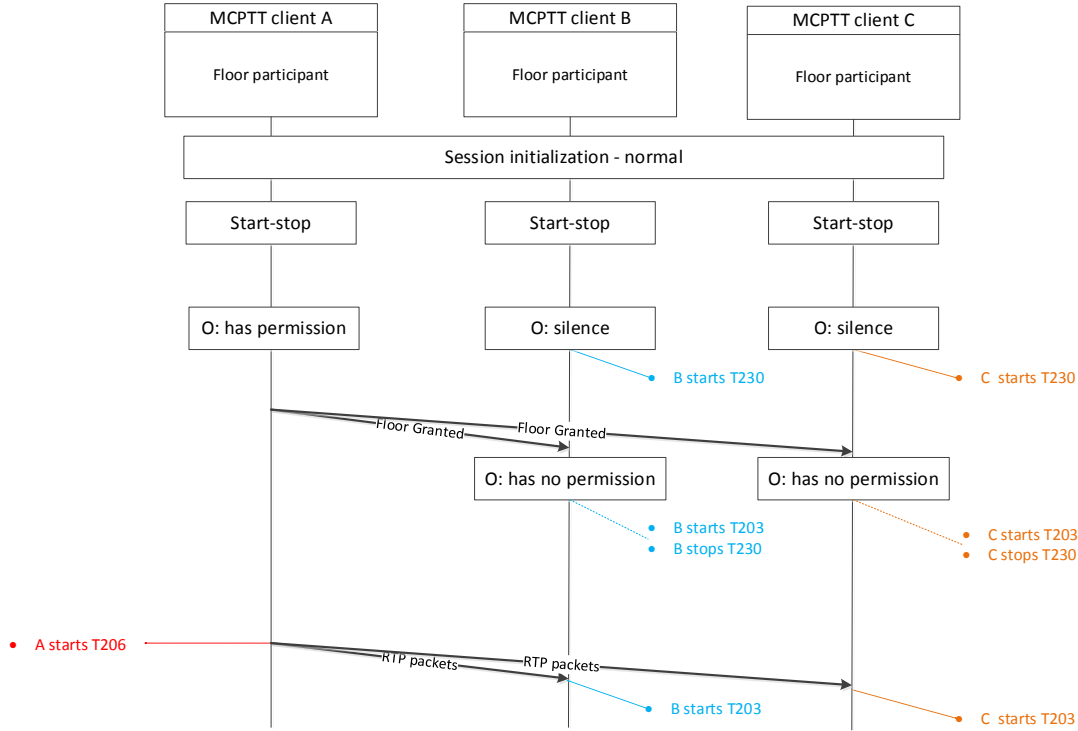 MCPTT client A
MCPTT client B
MCPTT client C
Floor participant
Floor participant
Floor participant
Session initialization - normal
Start-stop
Start-stop
Start-stop
O: has permission
O: silence
O: silence
B starts T230
C  starts T230
Floor Granted
Floor Granted
O: has no permission
O: has no permission
B starts T203
B stops T230
C starts T203
C stops T230
A starts T206
RTP packets
RTP packets
B starts T203
C  starts T203